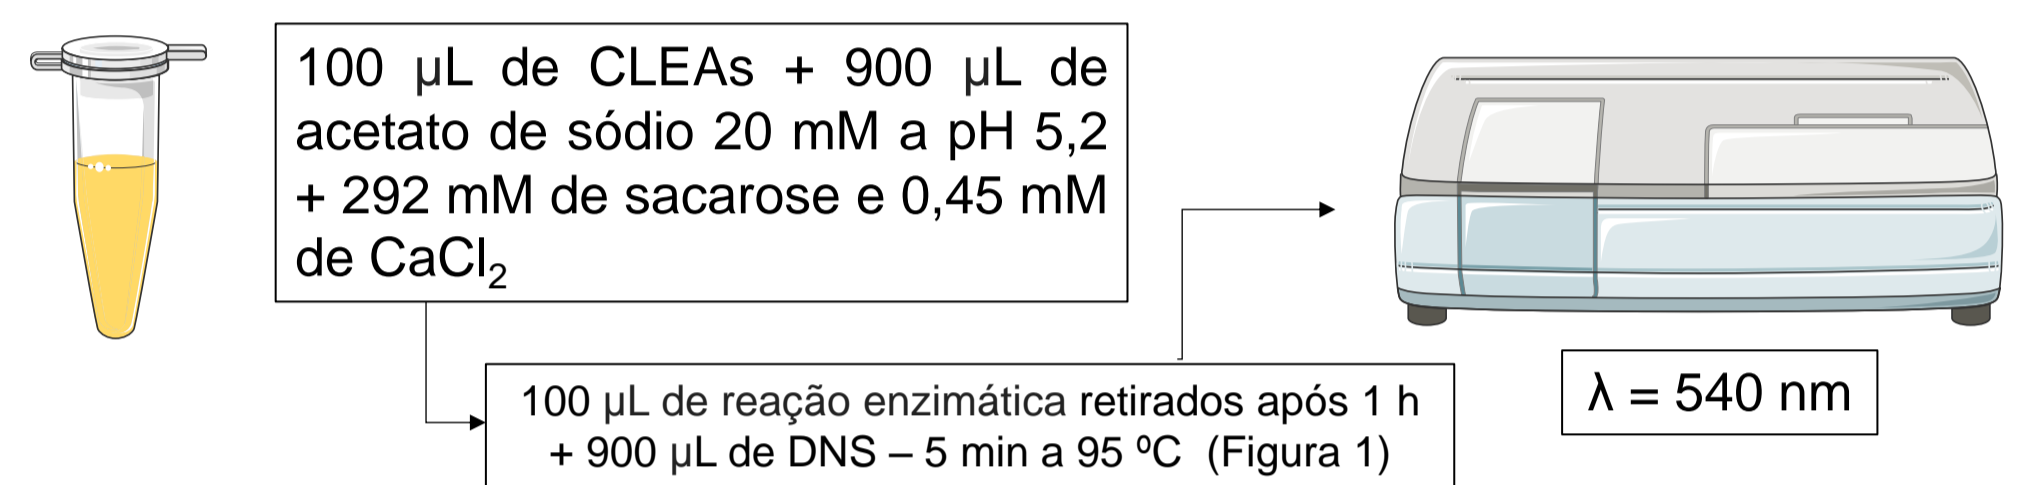 100 µL de CLEAs + 900 µL de
acetato de sódio 20 mM a pH 5,2
+ 292 mM de sacarose e 0,45 mM
de CaCl₂
100 µL de reação enzimática retirados após 1 h
+ 900 µL de DNS – 5 min a 95 ºC (Figura 1)
λ = 540 nm